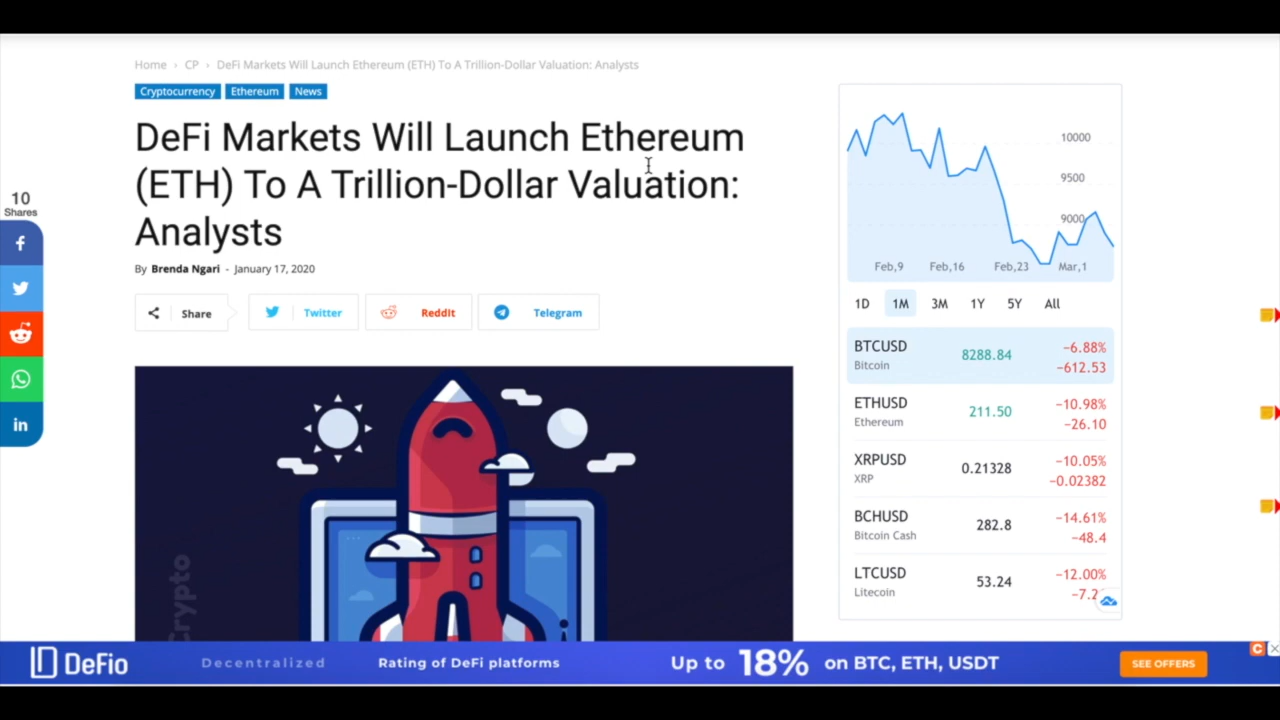 Home › CP › DeFi Markets Will Launch Ethereum (ETH) To A Trillion-Dollar Valuation: Analysts
Cryptocurrency Ethereum News
DeFi Markets Will Launch Ethereum
(ETH) To A Trillion-Dollar Valuation:
Analysts
By Brenda Ngari - January 17, 2020
10
Shares
Share Twitter ReddIt Telegram
Crypto
10000
9500
9000
Feb,9 Feb,16 Feb,23 Mar,1
1D 1M 3M 1Y 5Y All
BTCUSD 8288.84 −6.88%
Bitcoin −612.53
ETHUSD 211.50 −10.98%
Ethereum −26.10
XRPUSD 0.21328 −10.05%
XRP −0.02382
BCHUSD 282.8 −14.61%
Bitcoin Cash −48.4
LTCUSD 53.24 −12.00%
Litecoin
DeFio Decentralized Rating of DeFi platforms Up to 18% on BTC, ETH, USDT SEE OFFERS